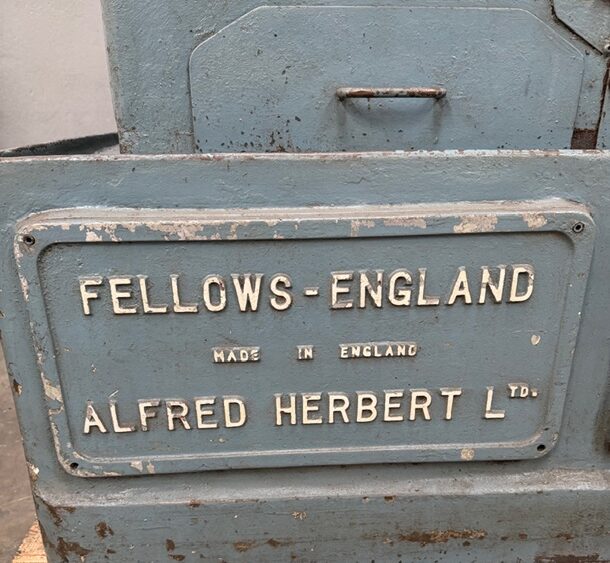 FELLOWS-ENGLAND
MADE IN ENGLAND
ALFRED HERBERT LTD.